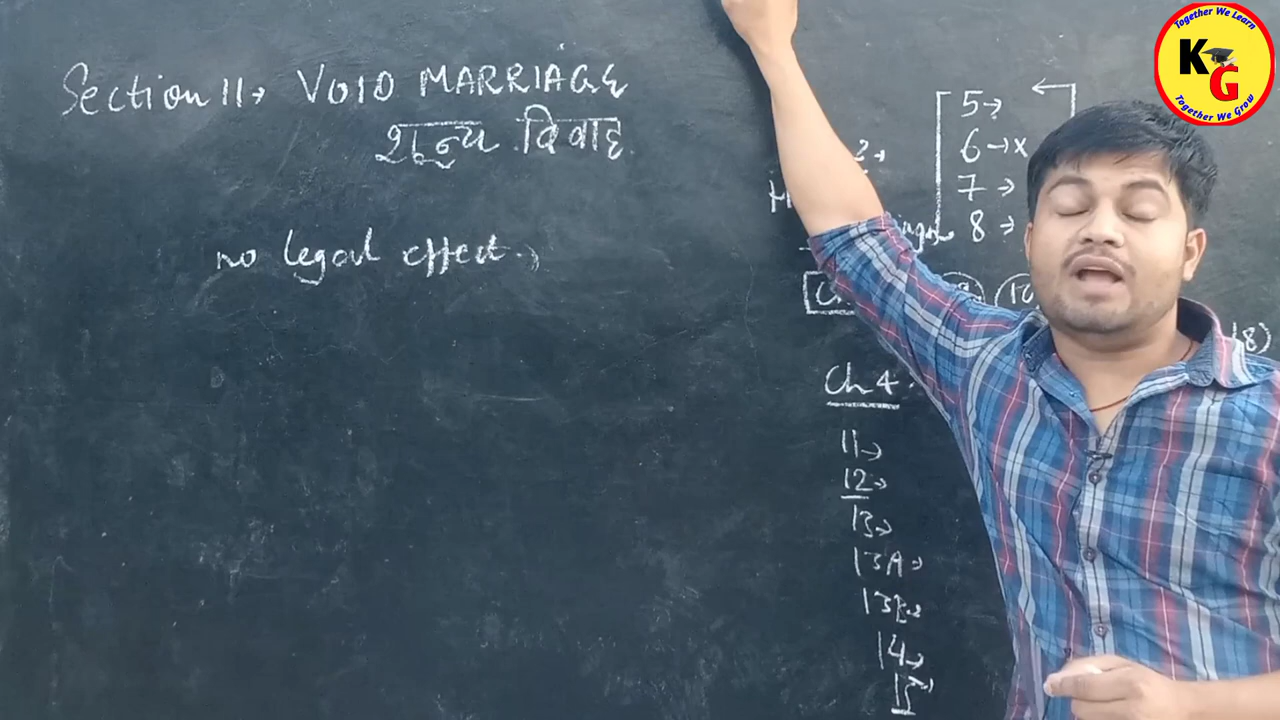 Section 11→ VOID MARRIAGE
शून्य विवाह
no legal effect.
5→
6→x
7→
8→
Ch 4.
11→
12→
13→
13A→
13B→
14→
15→
Together We Learn
KG
Together We Grow